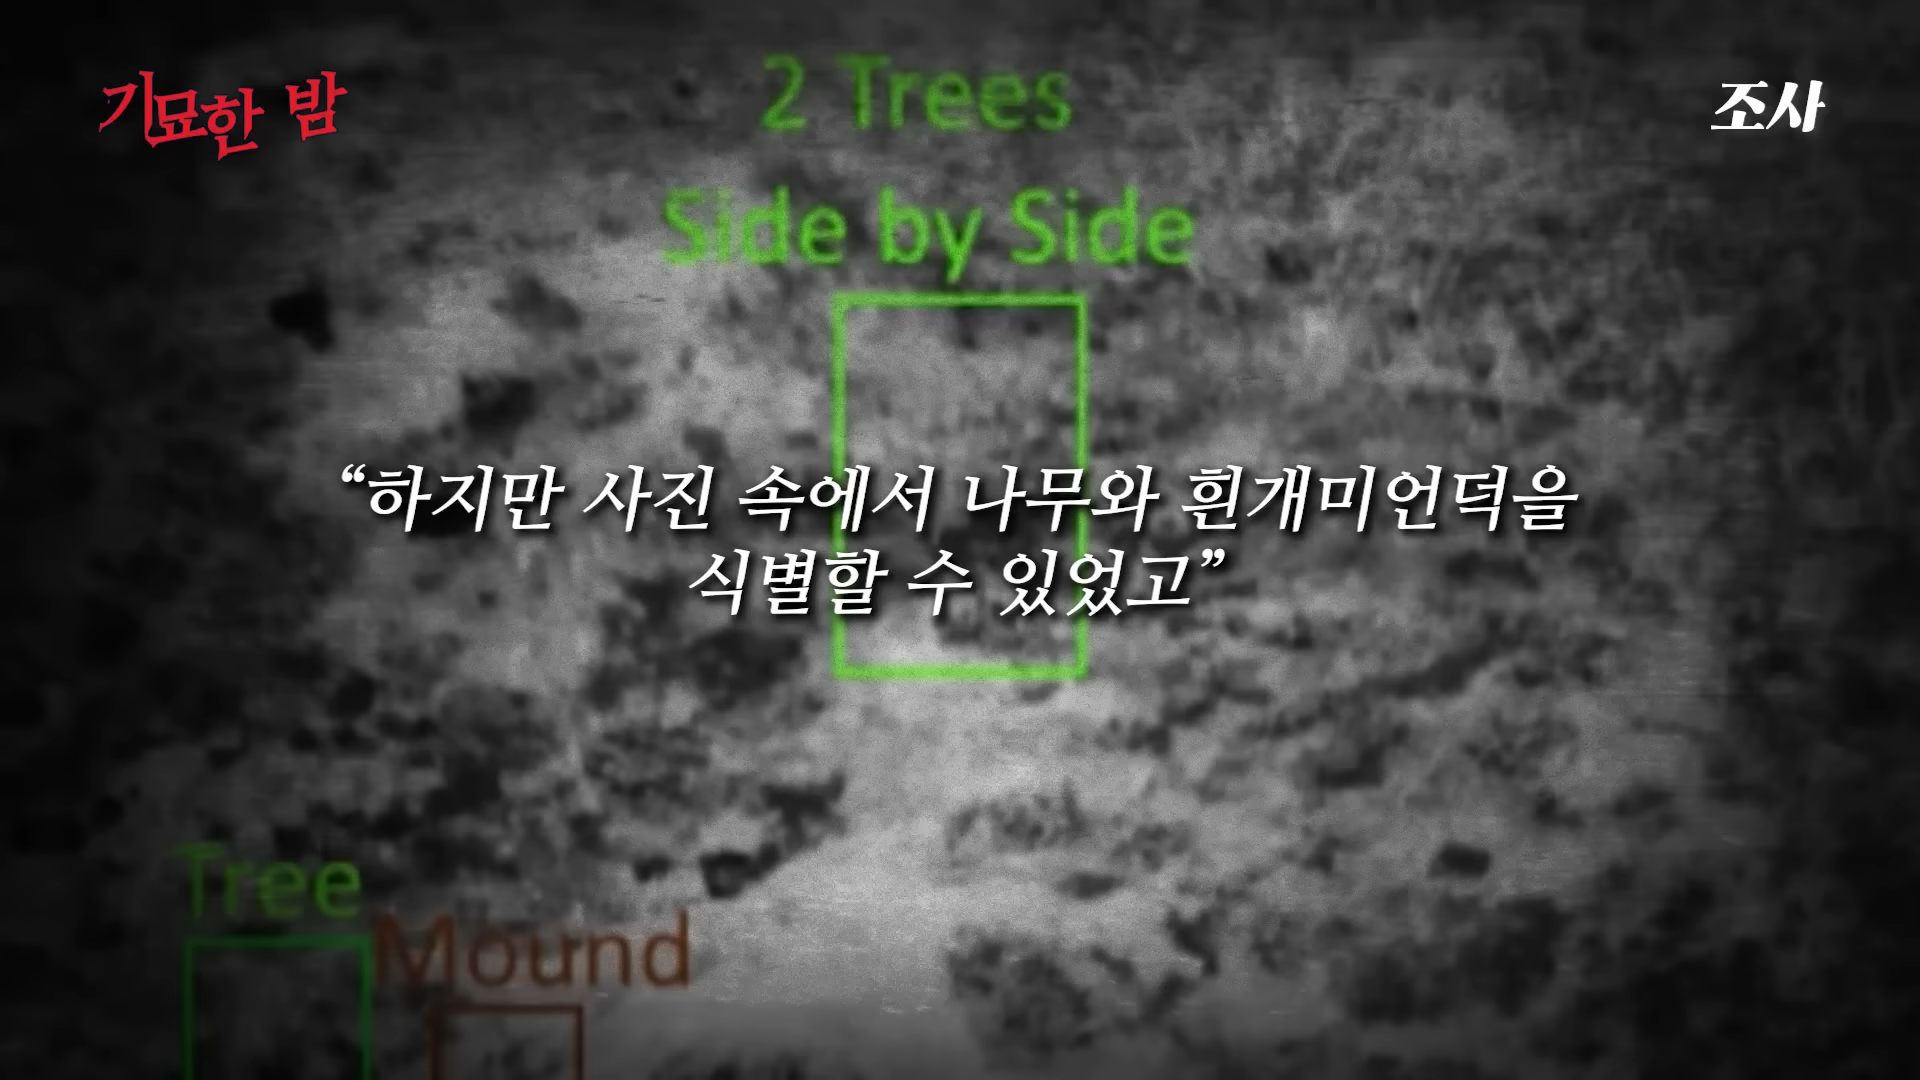 기묘한 밤
조사
2 Trees
Side by Side
“하지만 사진 속에서 나무와 흰개미언덕을
식별할 수 있었고”
Tree
Mound